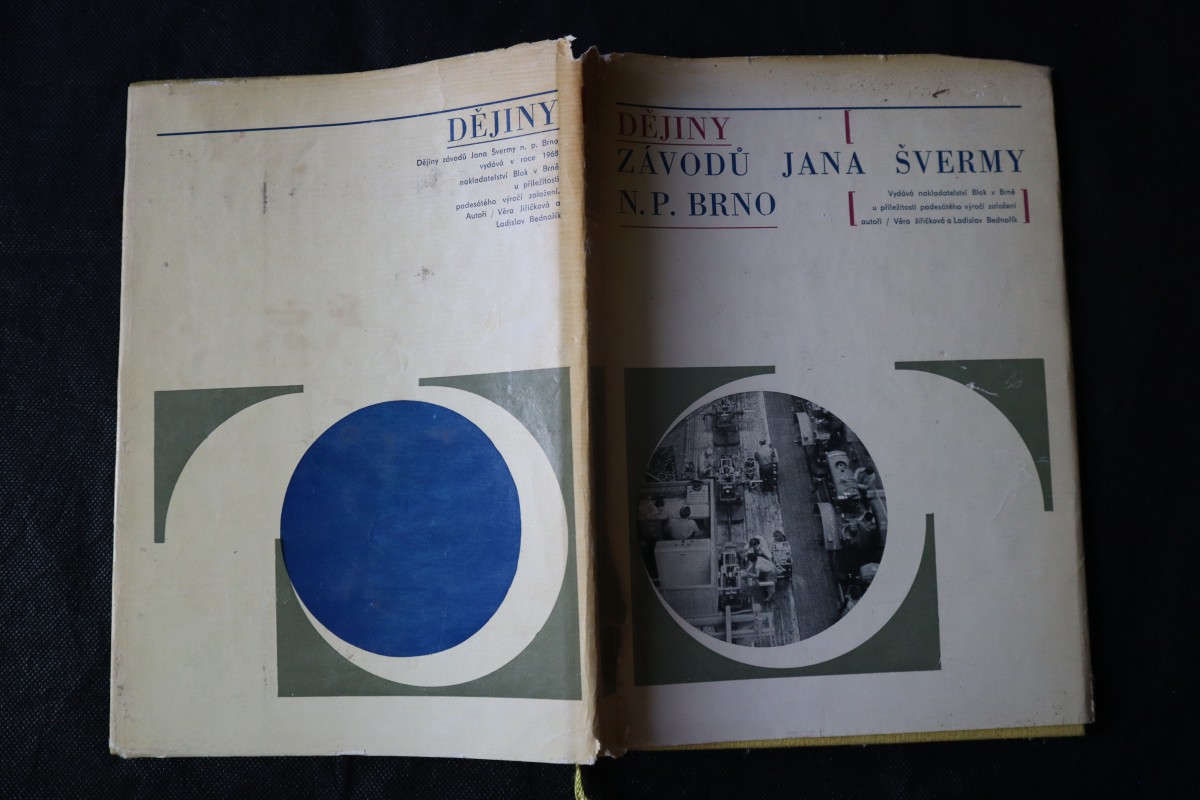 DĚJINY
Dějiny závodů Jana Švermy n. p. Brno
vydává v roce 1968
nakladatelství Blok v Brně
u příležitosti
padesátého výročí založení.
Autoři / Věra Jiříčková a
Ladislav Bednařík
DĚJINY
ZÁVODŮ JANA ŠVERMY
N. P. BRNO
Vydává nakladatelství Blok v Brně
u příležitosti padesátého výročí založení
autoři / Věra Jiříčková a Ladislav Bednařík